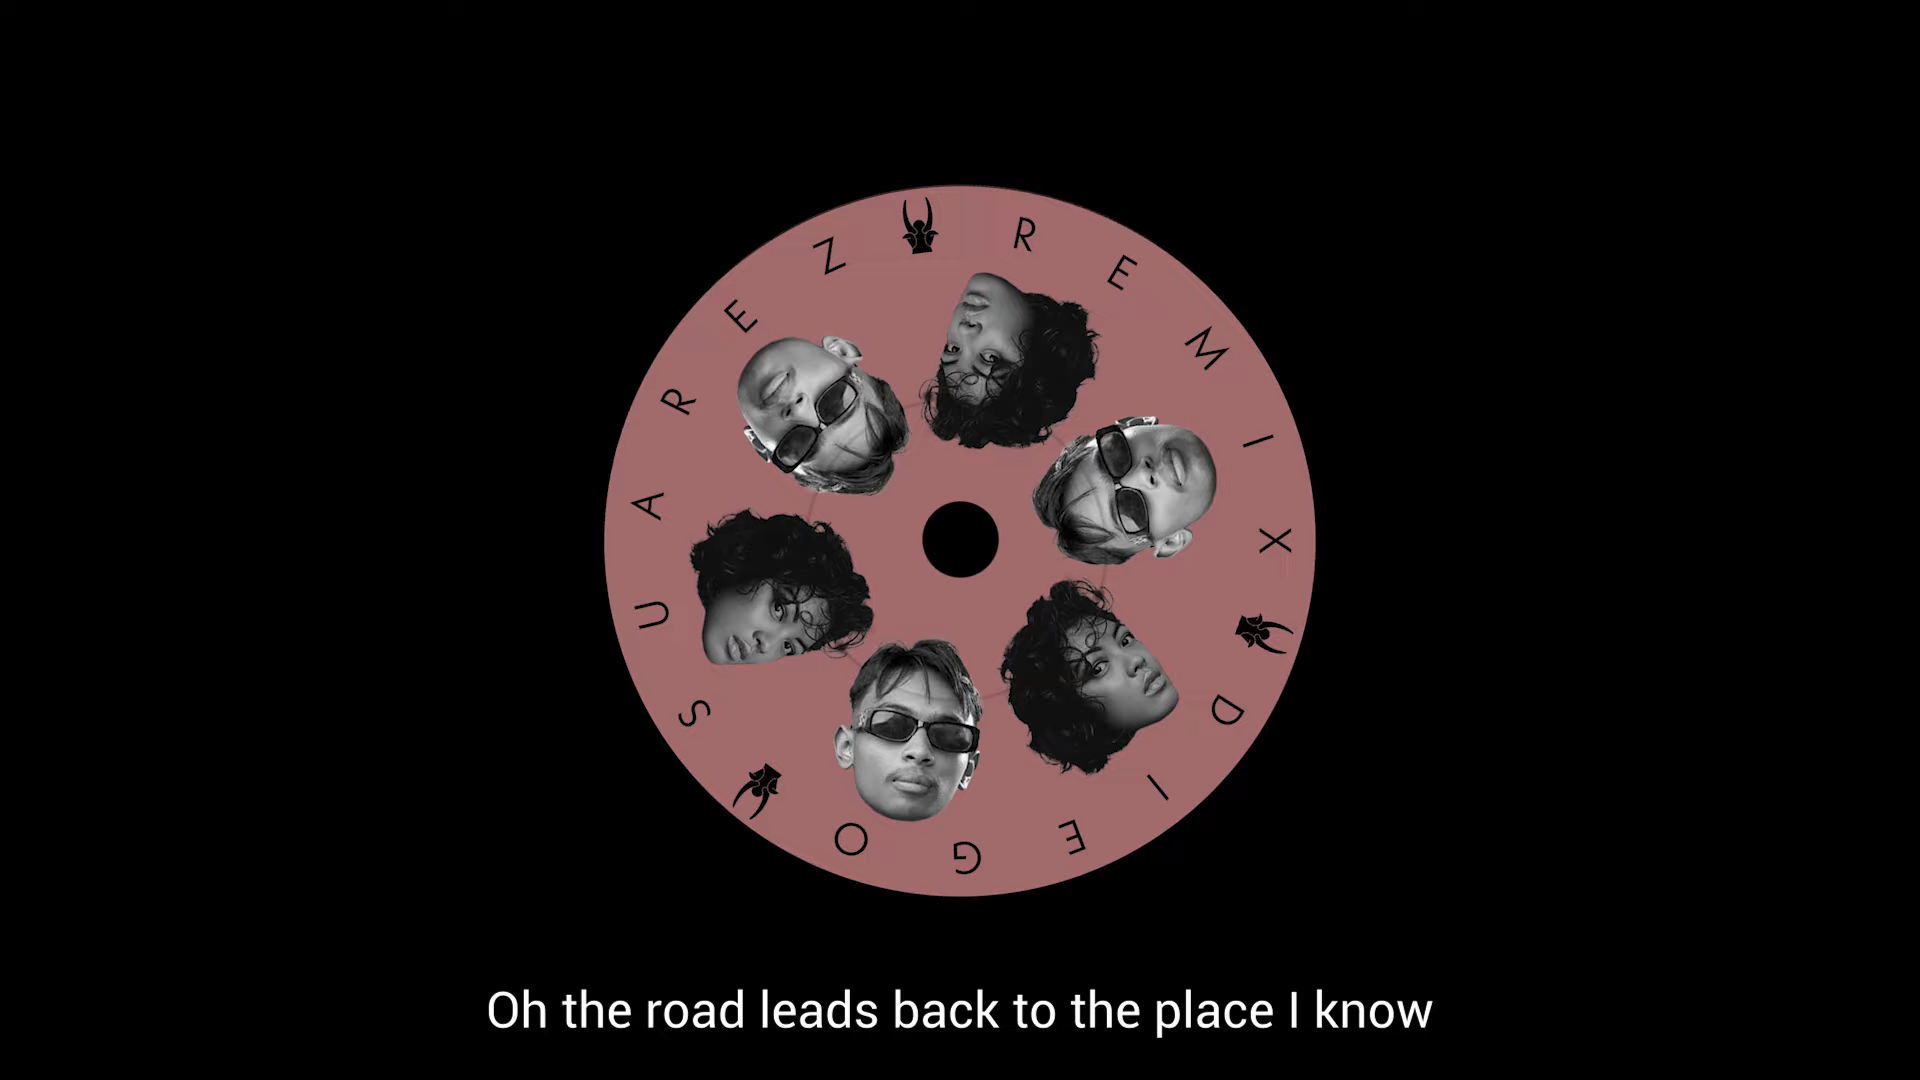 SUAREZ
REMIX
DIEGO
Oh the road leads back to the place I know